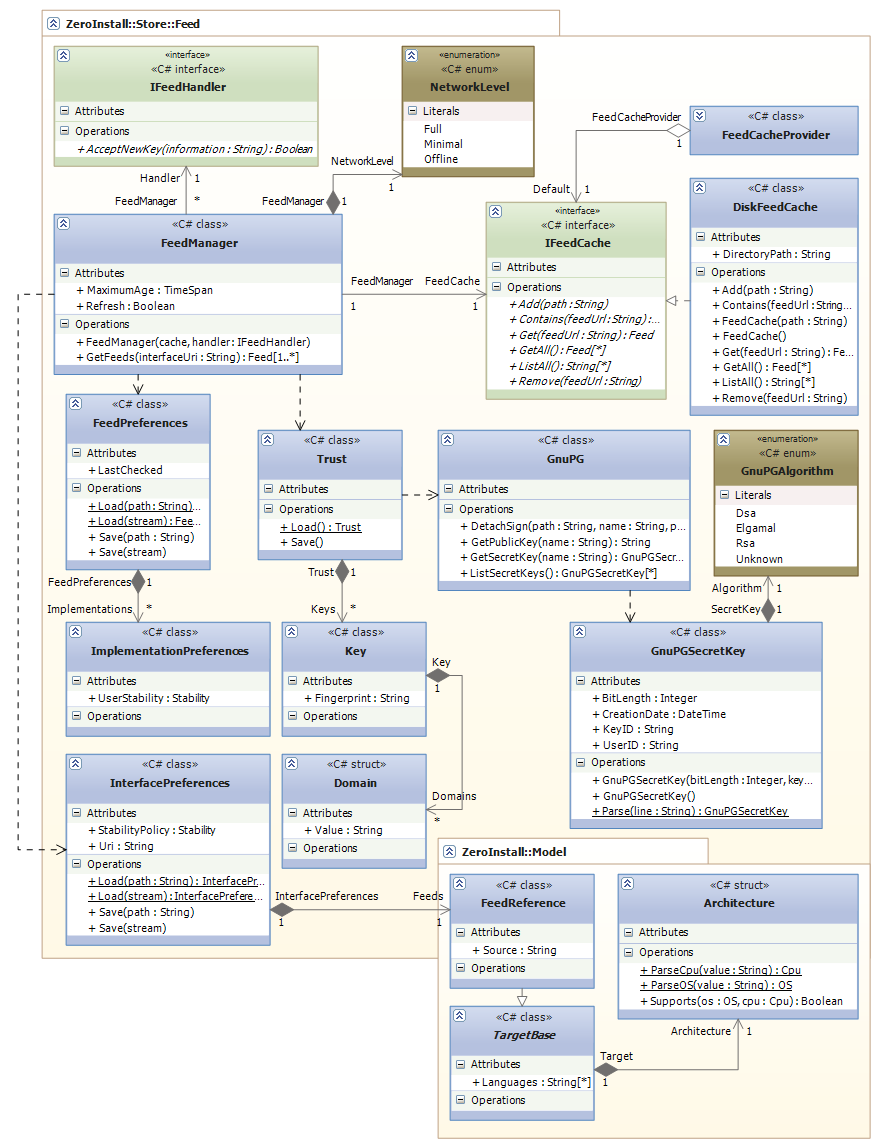 ZeroInstall::Store::Feed
«interface»
«C# interface»
IFeedHandler
Attributes
Operations
+ AcceptNewKey(information : String) : Boolean
«enumeration»
«C# enum»
NetworkLevel
Literals
Full
Minimal
Offline
FeedCacheProvider
1
«C# class»
FeedCacheProvider
Handler
1
FeedManager
*
NetworkLevel
1
FeedManager
1
Default
1
«C# class»
FeedManager
Attributes
+ MaximumAge : TimeSpan
+ Refresh : Boolean
Operations
+ FeedManager(cache, handler : IFeedHandler)
+ GetFeeds(interfaceUri : String) : Feed[1..*]
FeedManager
1
FeedCache
1
«interface»
«C# interface»
IFeedCache
Attributes
Operations
+ Add(path : String)
+ Contains(feedUrl : String) : ...
+ Get(feedUrl : String) : Feed
+ GetAll() : Feed[*]
+ ListAll() : String[*]
+ Remove(feedUrl : String)
«C# class»
DiskFeedCache
Attributes
+ DirectoryPath : String
Operations
+ Add(path : String)
+ Contains(feedUrl : String...
+ FeedCache(path : String)
+ FeedCache()
+ Get(feedUrl : String) : Fe...
+ GetAll() : Feed[*]
+ ListAll() : String[*]
+ Remove(feedUrl : String)
«C# class»
FeedPreferences
Attributes
+ LastChecked
Operations
+ Load(path : String)...
+ Load(stream) : Fee...
+ Save(path : String)
+ Save(stream)
«C# class»
Trust
Attributes
Operations
+ Load() : Trust
+ Save()
«C# class»
GnuPG
Attributes
Operations
+ DetachSign(path : String, name : String, p...
+ GetPublicKey(name : String) : String
+ GetSecretKey(name : String) : GnuPGSecr...
+ ListSecretKeys() : GnuPGSecretKey[*]
«enumeration»
«C# enum»
GnuPGAlgorithm
Literals
Dsa
Elgamal
Rsa
Unknown
FeedPreferences
1
Implementations
*
Trust
1
Keys
*
Algorithm
1
SecretKey
1
«C# class»
ImplementationPreferences
Attributes
+ UserStability : Stability
Operations
«C# class»
Key
Attributes
+ Fingerprint : String
Operations
Key
1
Domains
*
«C# class»
GnuPGSecretKey
Attributes
+ BitLength : Integer
+ CreationDate : DateTime
+ KeyID : String
+ UserID : String
Operations
+ GnuPGSecretKey(bitLength : Integer, key...
+ GnuPGSecretKey()
+ Parse(line : String) : GnuPGSecretKey
«C# class»
InterfacePreferences
Attributes
+ StabilityPolicy : Stability
+ Uri : String
Operations
+ Load(path : String) : InterfacePr...
+ Load(stream) : InterfacePrefere...
+ Save(path : String)
+ Save(stream)
«C# struct»
Domain
Attributes
+ Value : String
Operations
InterfacePreferences
1
Feeds
1
ZeroInstall::Model
«C# class»
FeedReference
Attributes
+ Source : String
Operations
«C# struct»
Architecture
Attributes
Operations
+ ParseCpu(value : String) : Cpu
+ ParseOS(value : String) : OS
+ Supports(os : OS, cpu : Cpu) : Boolean
«C# class»
TargetBase
Attributes
+ Languages : String[*]
Operations
Target
1
Architecture
1